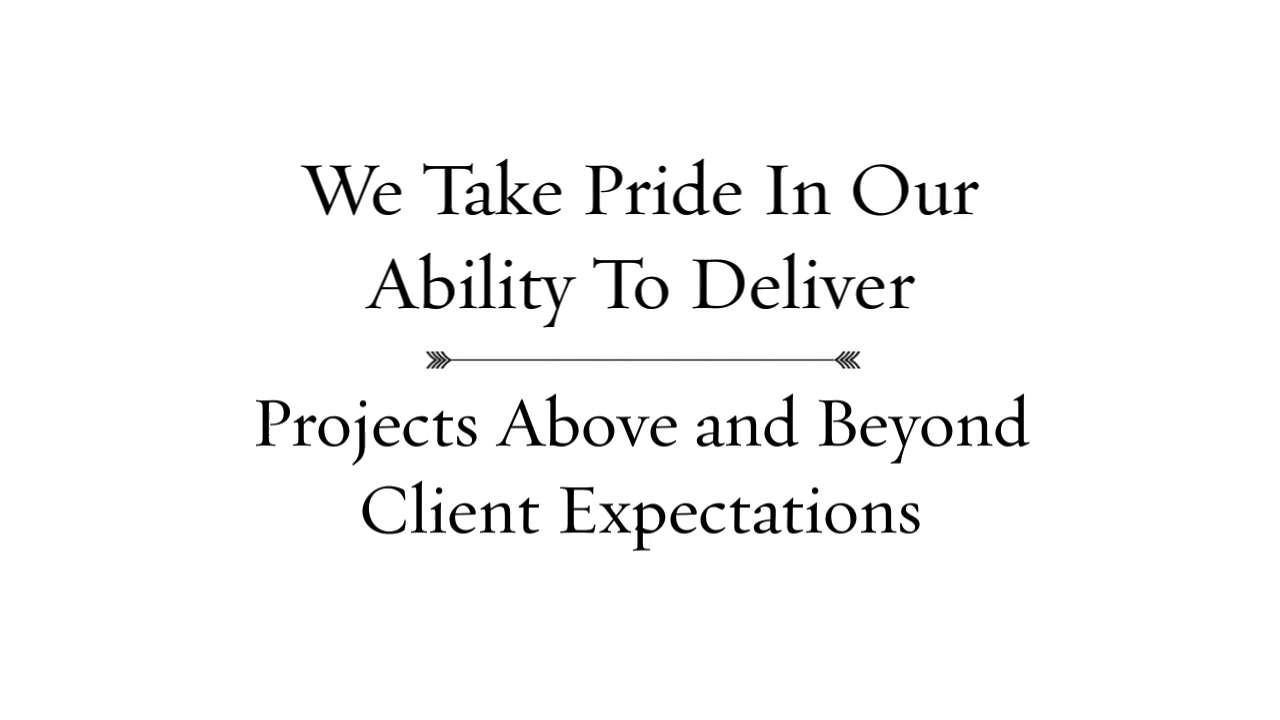 We Take Pride In Our
Ability To Deliver
Projects Above and Beyond
Client Expectations